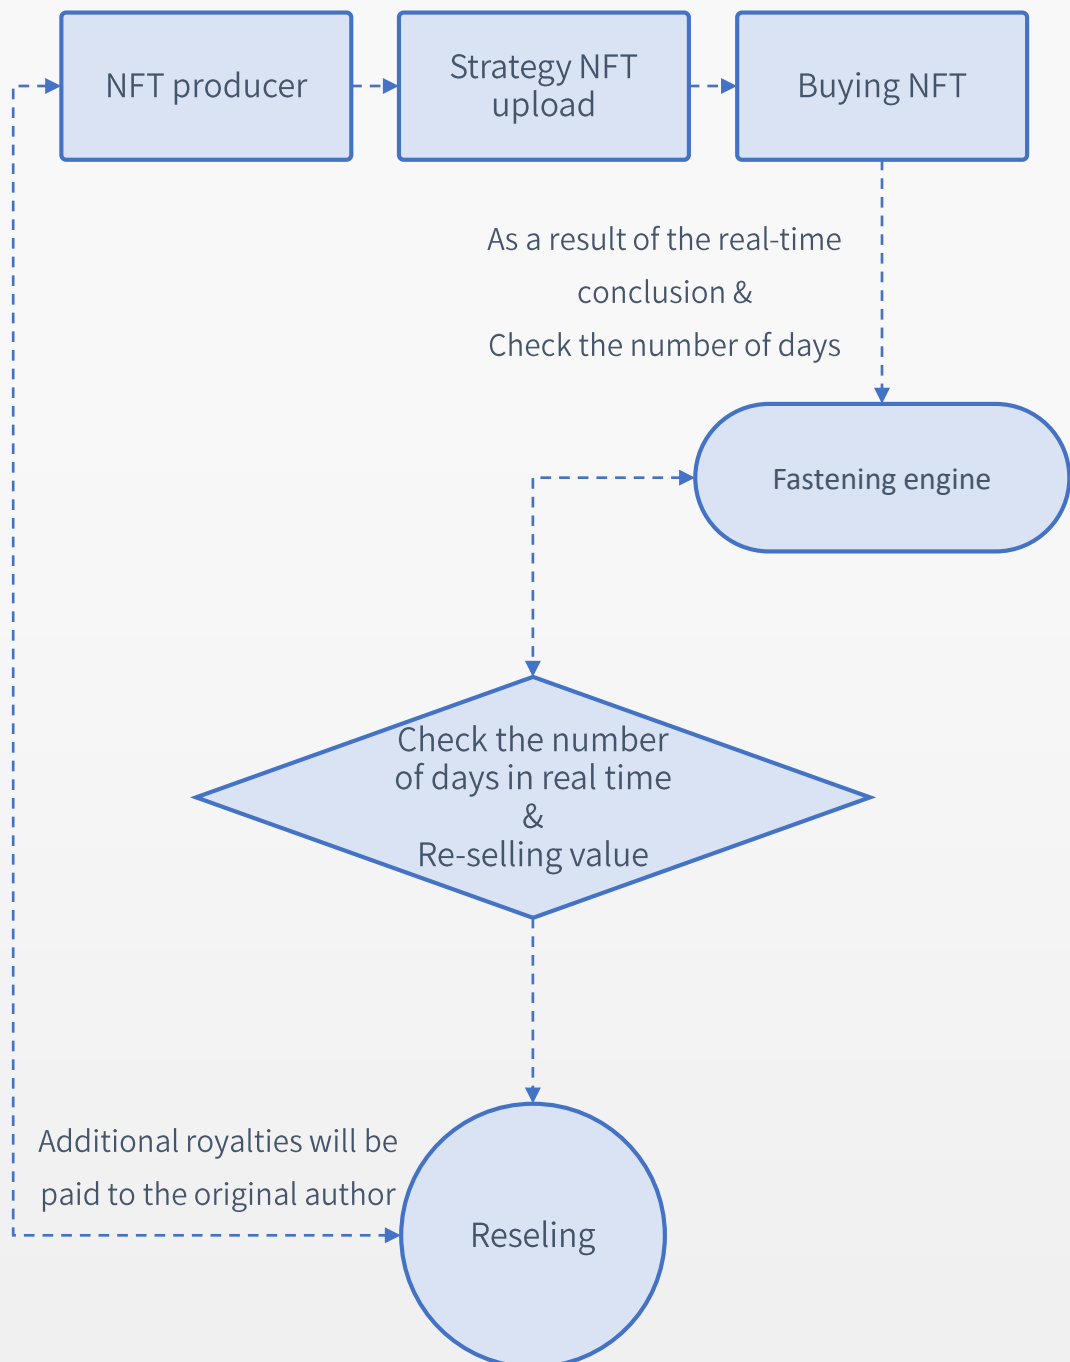 NFT producer
Strategy NFT
upload
Buying NFT
As a result of the real-time
conclusion &
Check the number of days
Fastening engine
Check the number
of days in real time
&
Re-selling value
Additional royalties will be
paid to the original author
Reseling